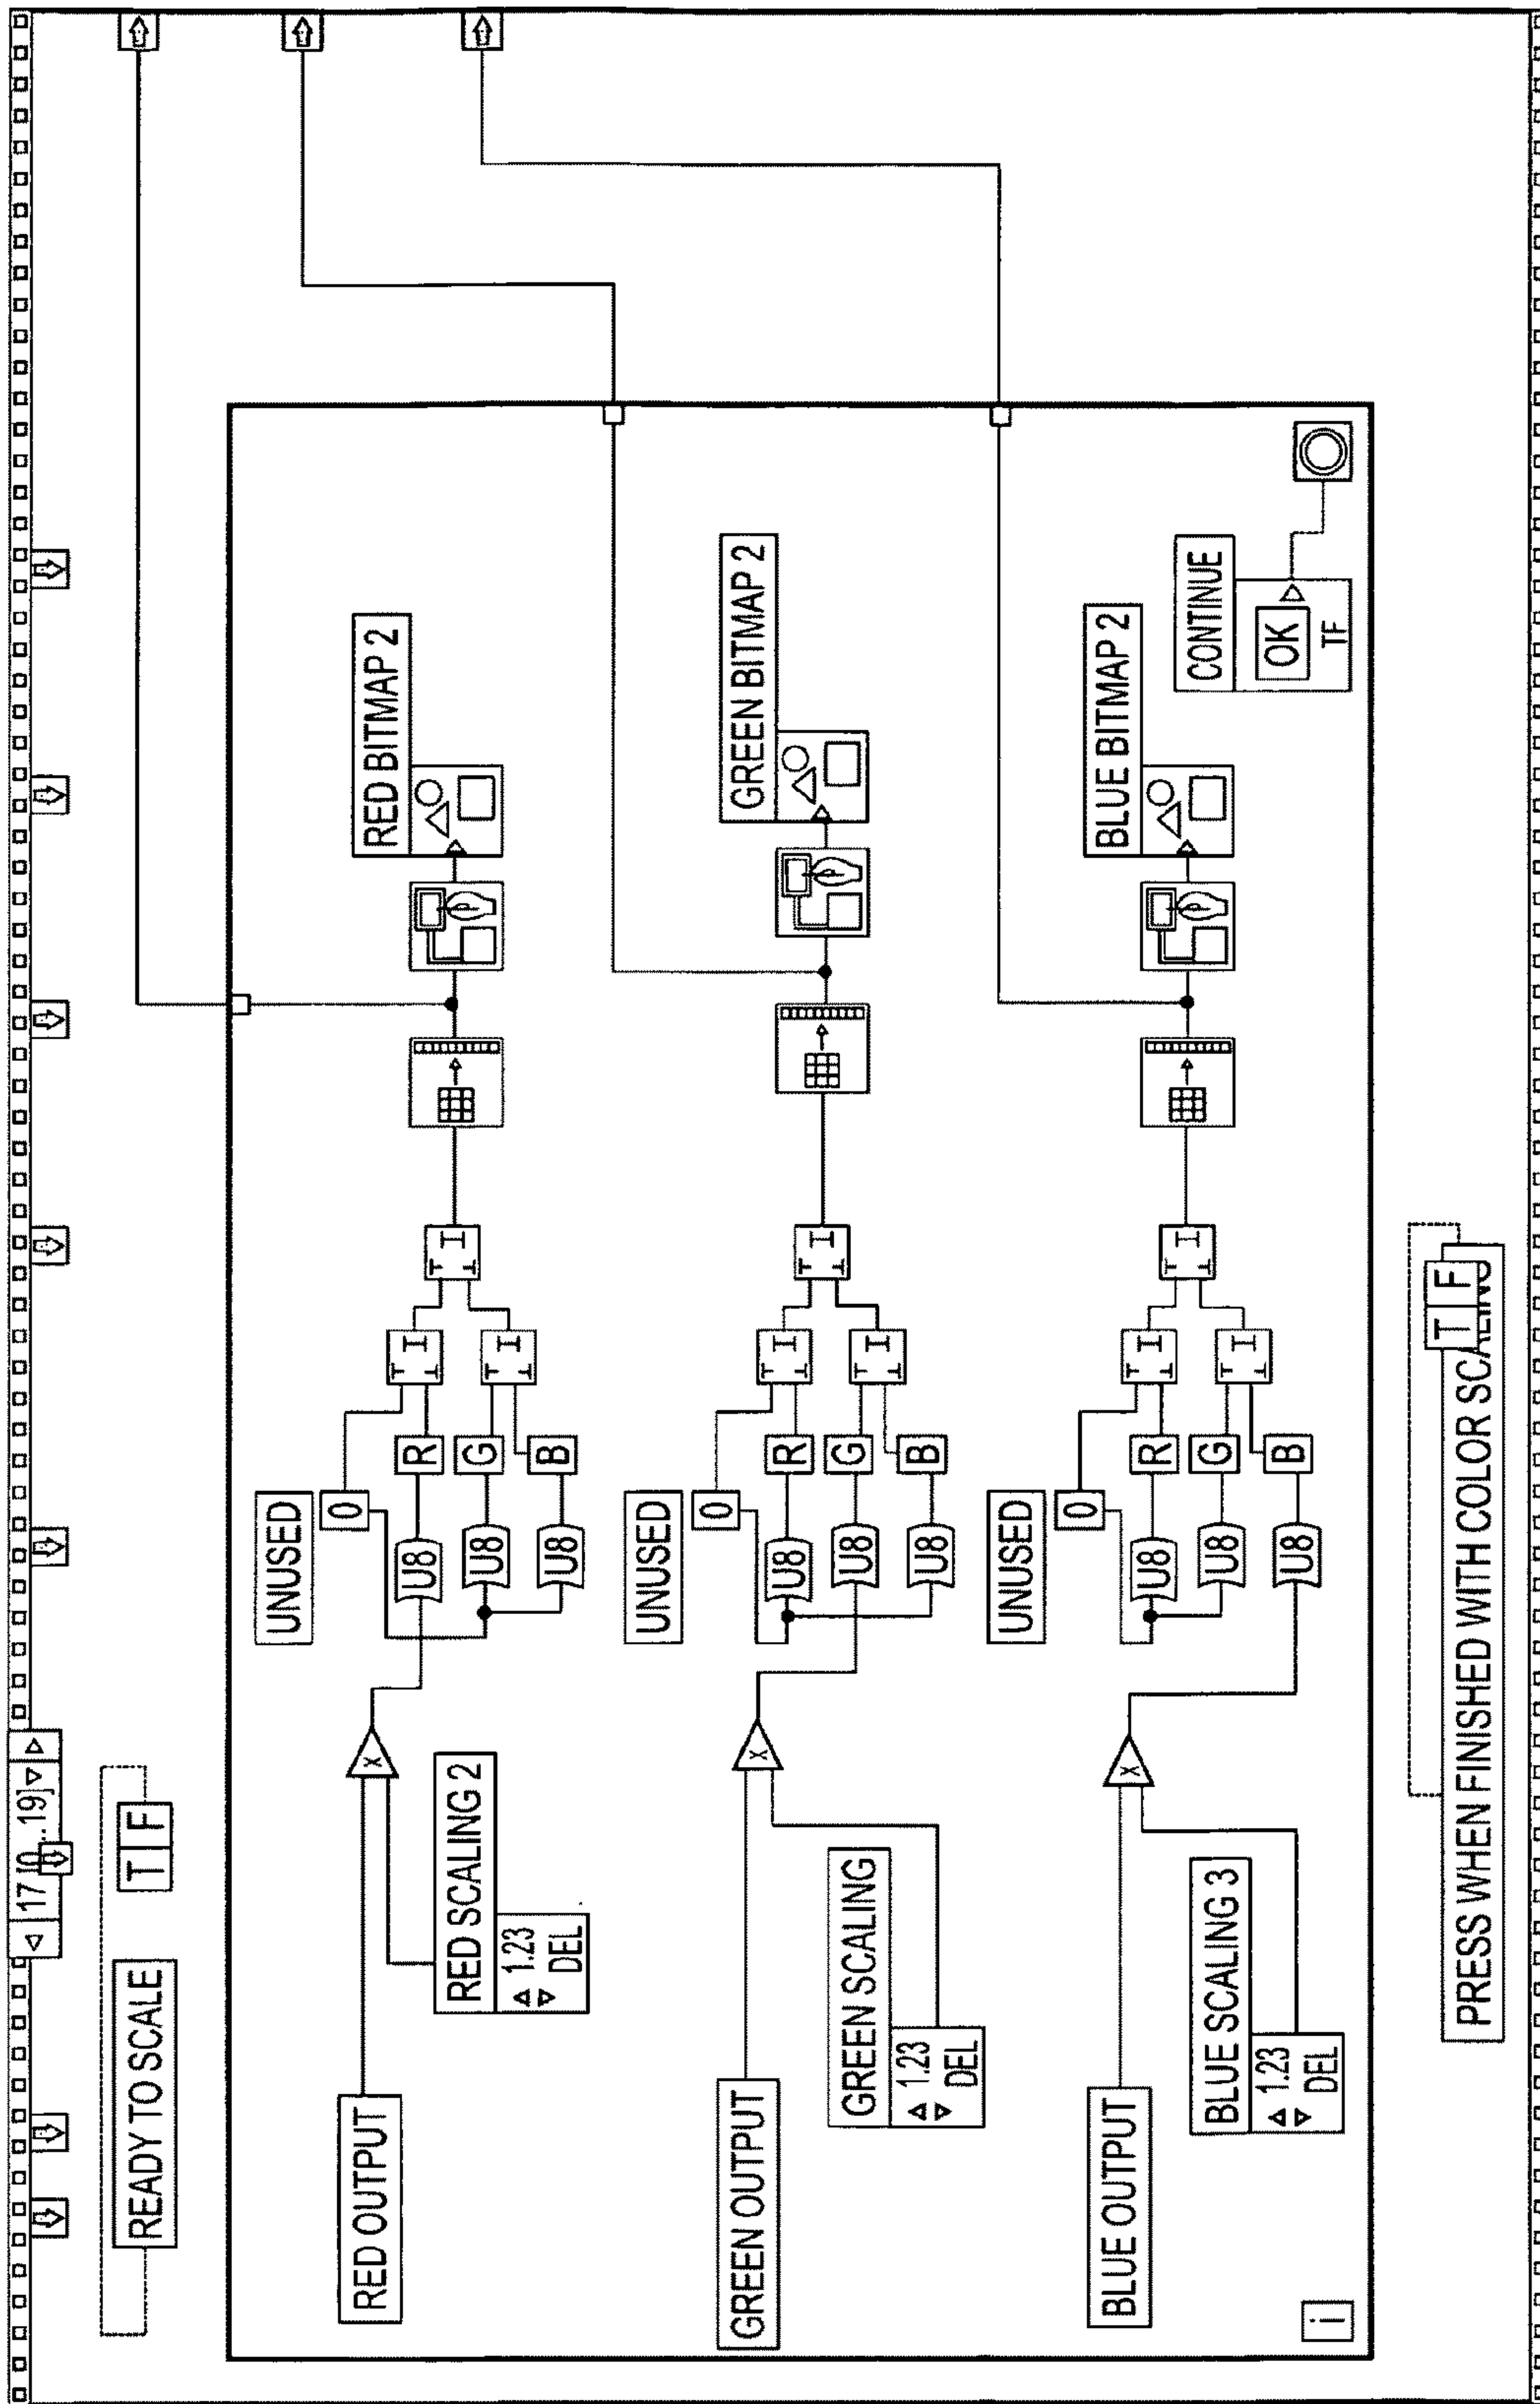 17 [0..19]
READY TO SCALE
T F
RED OUTPUT
X
RED SCALING 2
1.23
DEL
UNUSED
0
U8
R
U8
G
U8
B
RED BITMAP 2
GREEN OUTPUT
X
GREEN SCALING
1.23
DEL
UNUSED
0
U8
R
U8
G
U8
B
GREEN BITMAP 2
BLUE OUTPUT
X
BLUE SCALING 3
1.23
DEL
UNUSED
0
U8
R
U8
G
U8
B
BLUE BITMAP 2
CONTINUE
OK
TF
i
PRESS WHEN FINISHED WITH COLOR SCALING
T F